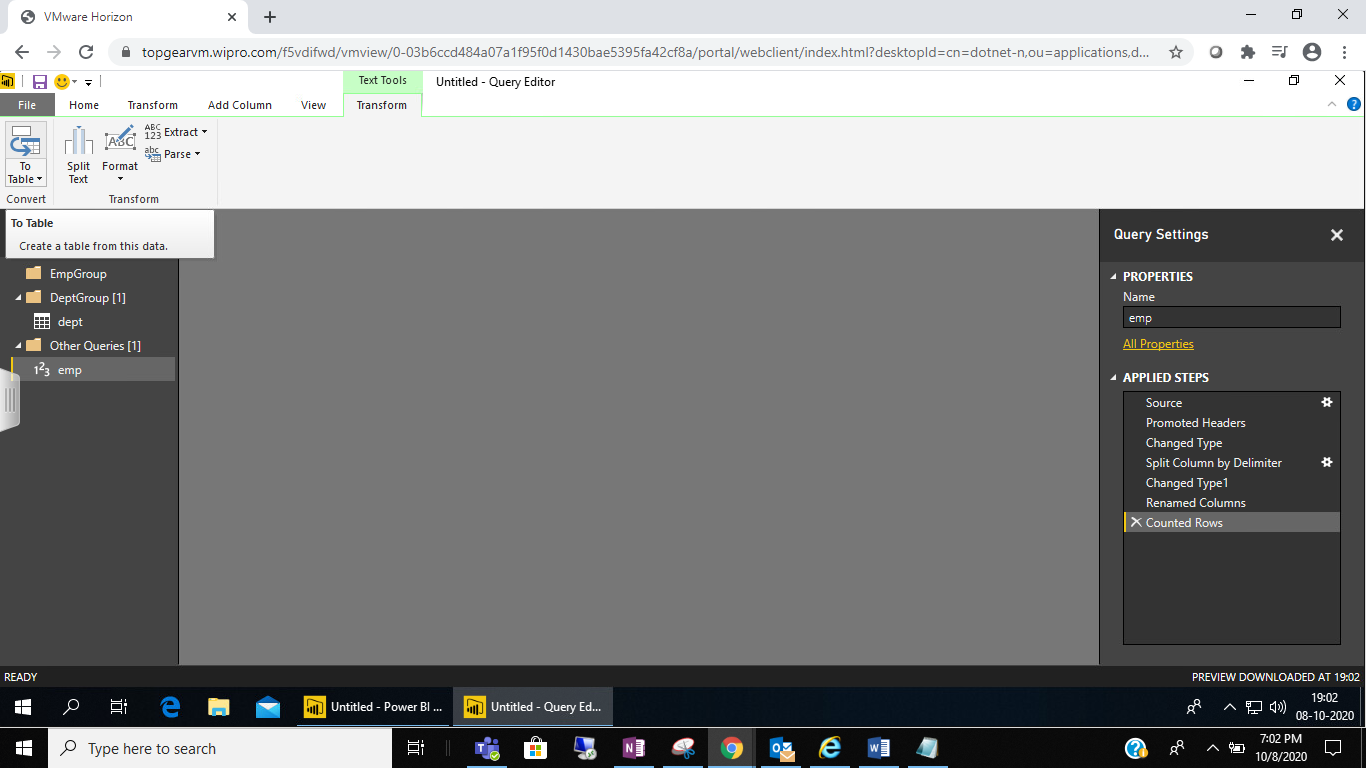 VMware Horizon
topgearvm.wipro.com/f5vdifwd/vmview/0-03b6ccd484a07a1f95f0d1430bae5395fa42cf8a/portal/webclient/index.html?desktopId=cn=dotnet-n,ou=applications,d...
Text Tools
Untitled - Query Editor
File Home Transform Add Column View Transform
To Table
Split Text
Format
ABC 123 Extract
abc Parse
Convert
Transform
To Table
Create a table from this data.
EmpGroup
DeptGroup [1]
dept
Other Queries [1]
123 emp
Query Settings
PROPERTIES
Name
emp
All Properties
APPLIED STEPS
Source
Promoted Headers
Changed Type
Split Column by Delimiter
Changed Type1
Renamed Columns
Counted Rows
READY
PREVIEW DOWNLOADED AT 19:02
Untitled - Power BI ...
Untitled - Query Ed...
19:02
08-10-2020
Type here to search
7:02 PM
10/8/2020